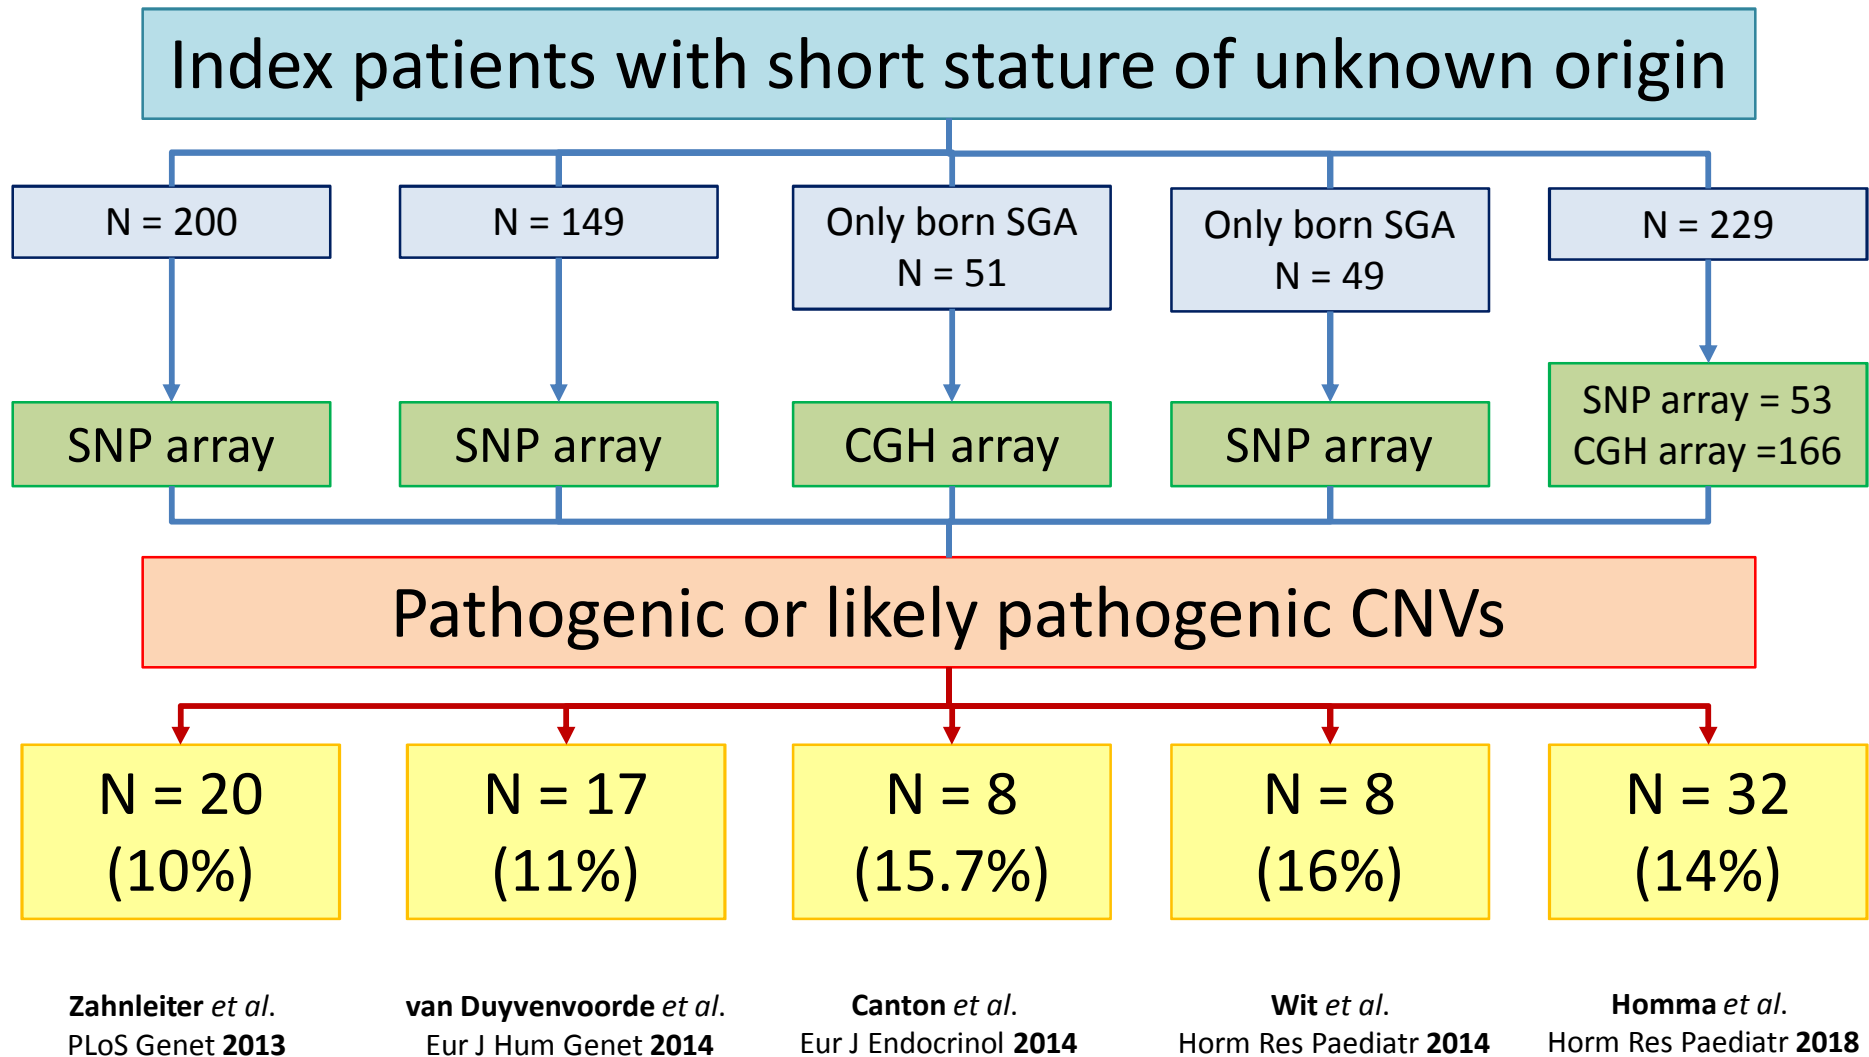 Index patients with short stature of unknown origin
N = 200
N = 149
Only born SGA
N = 51
Only born SGA
N = 49
N = 229
SNP array
SNP array
CGH array
SNP array
SNP array = 53
CGH array =166
Pathogenic or likely pathogenic CNVs
N = 20
(10%)
N = 17
(11%)
N = 8
(15.7%)
N = 8
(16%)
N = 32
(14%)
Zahnleiter et al.
PLoS Genet 2013
van Duyvenvoorde et al.
Eur J Hum Genet 2014
Canton et al.
Eur J Endocrinol 2014
Wit et al.
Horm Res Paediatr 2014
Homma et al.
Horm Res Paediatr 2018